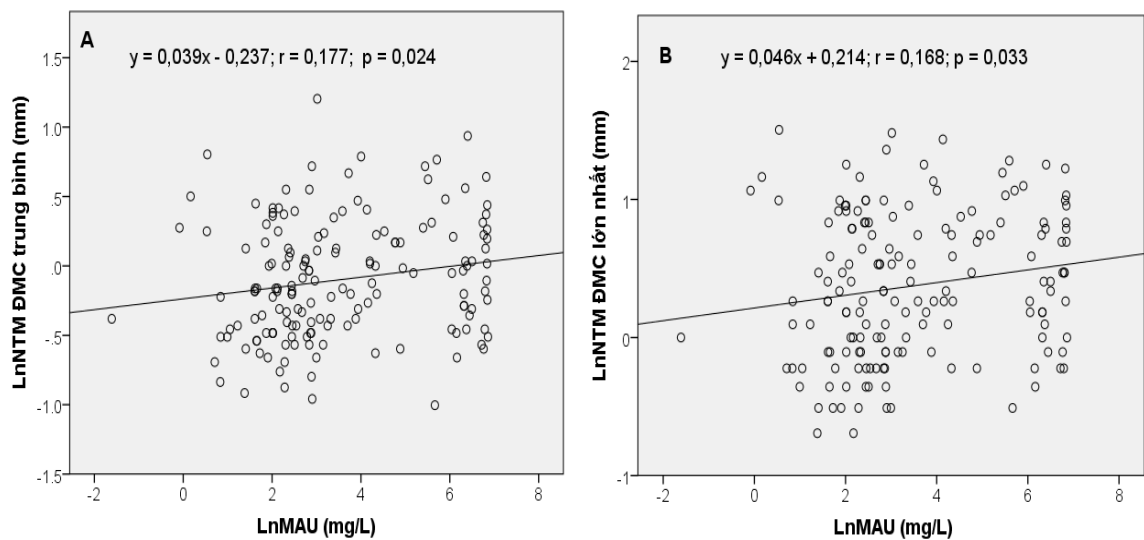 A
y = 0,039x - 0,237; r = 0,177; p = 0,024
LnNTM ĐMC trung bình (mm)
1.5
1.0
.5
.0
-.5
-1.0
-1.5
-2
0
2
4
6
8
LnMAU (mg/L)
B
y = 0,046x + 0,214; r = 0,168; p = 0,033
LnNTM ĐMC lớn nhất (mm)
2
1
0
-1
-2
0
2
4
6
8
LnMAU (mg/L)